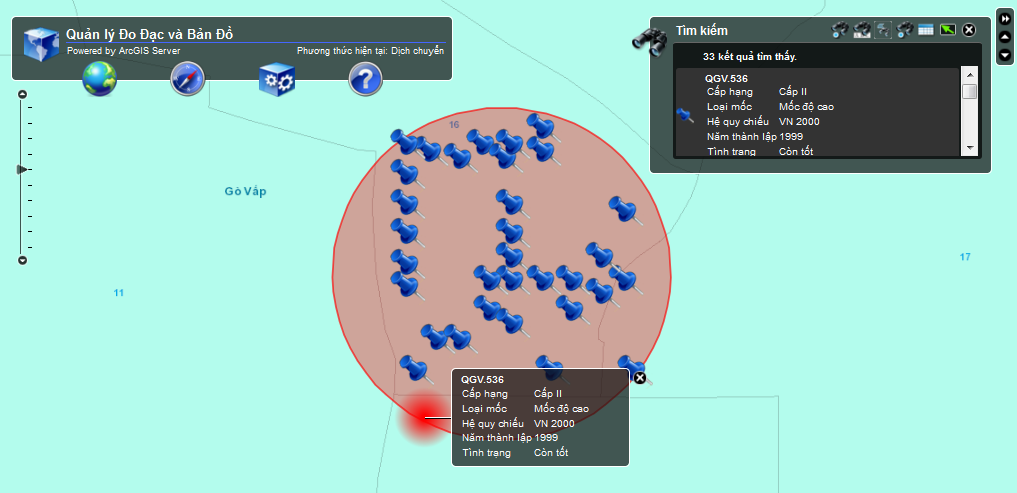 Quản lý Đo Đạc và Bản Đồ
Powered by ArcGIS Server
Phương thức hiện tại: Dịch chuyển
Tìm kiếm
33 kết quả tìm thấy.
QGV.536
Cấp hạng Cấp II
Loại mốc Mốc độ cao
Hệ quy chiếu VN 2000
Năm thành lập 1999
Tình trạng Còn tốt
16
Gò Vấp
17
11
QGV.536
Cấp hạng Cấp II
Loại mốc Mốc độ cao
Hệ quy chiếu VN 2000
Năm thành lập 1999
Tình trạng Còn tốt